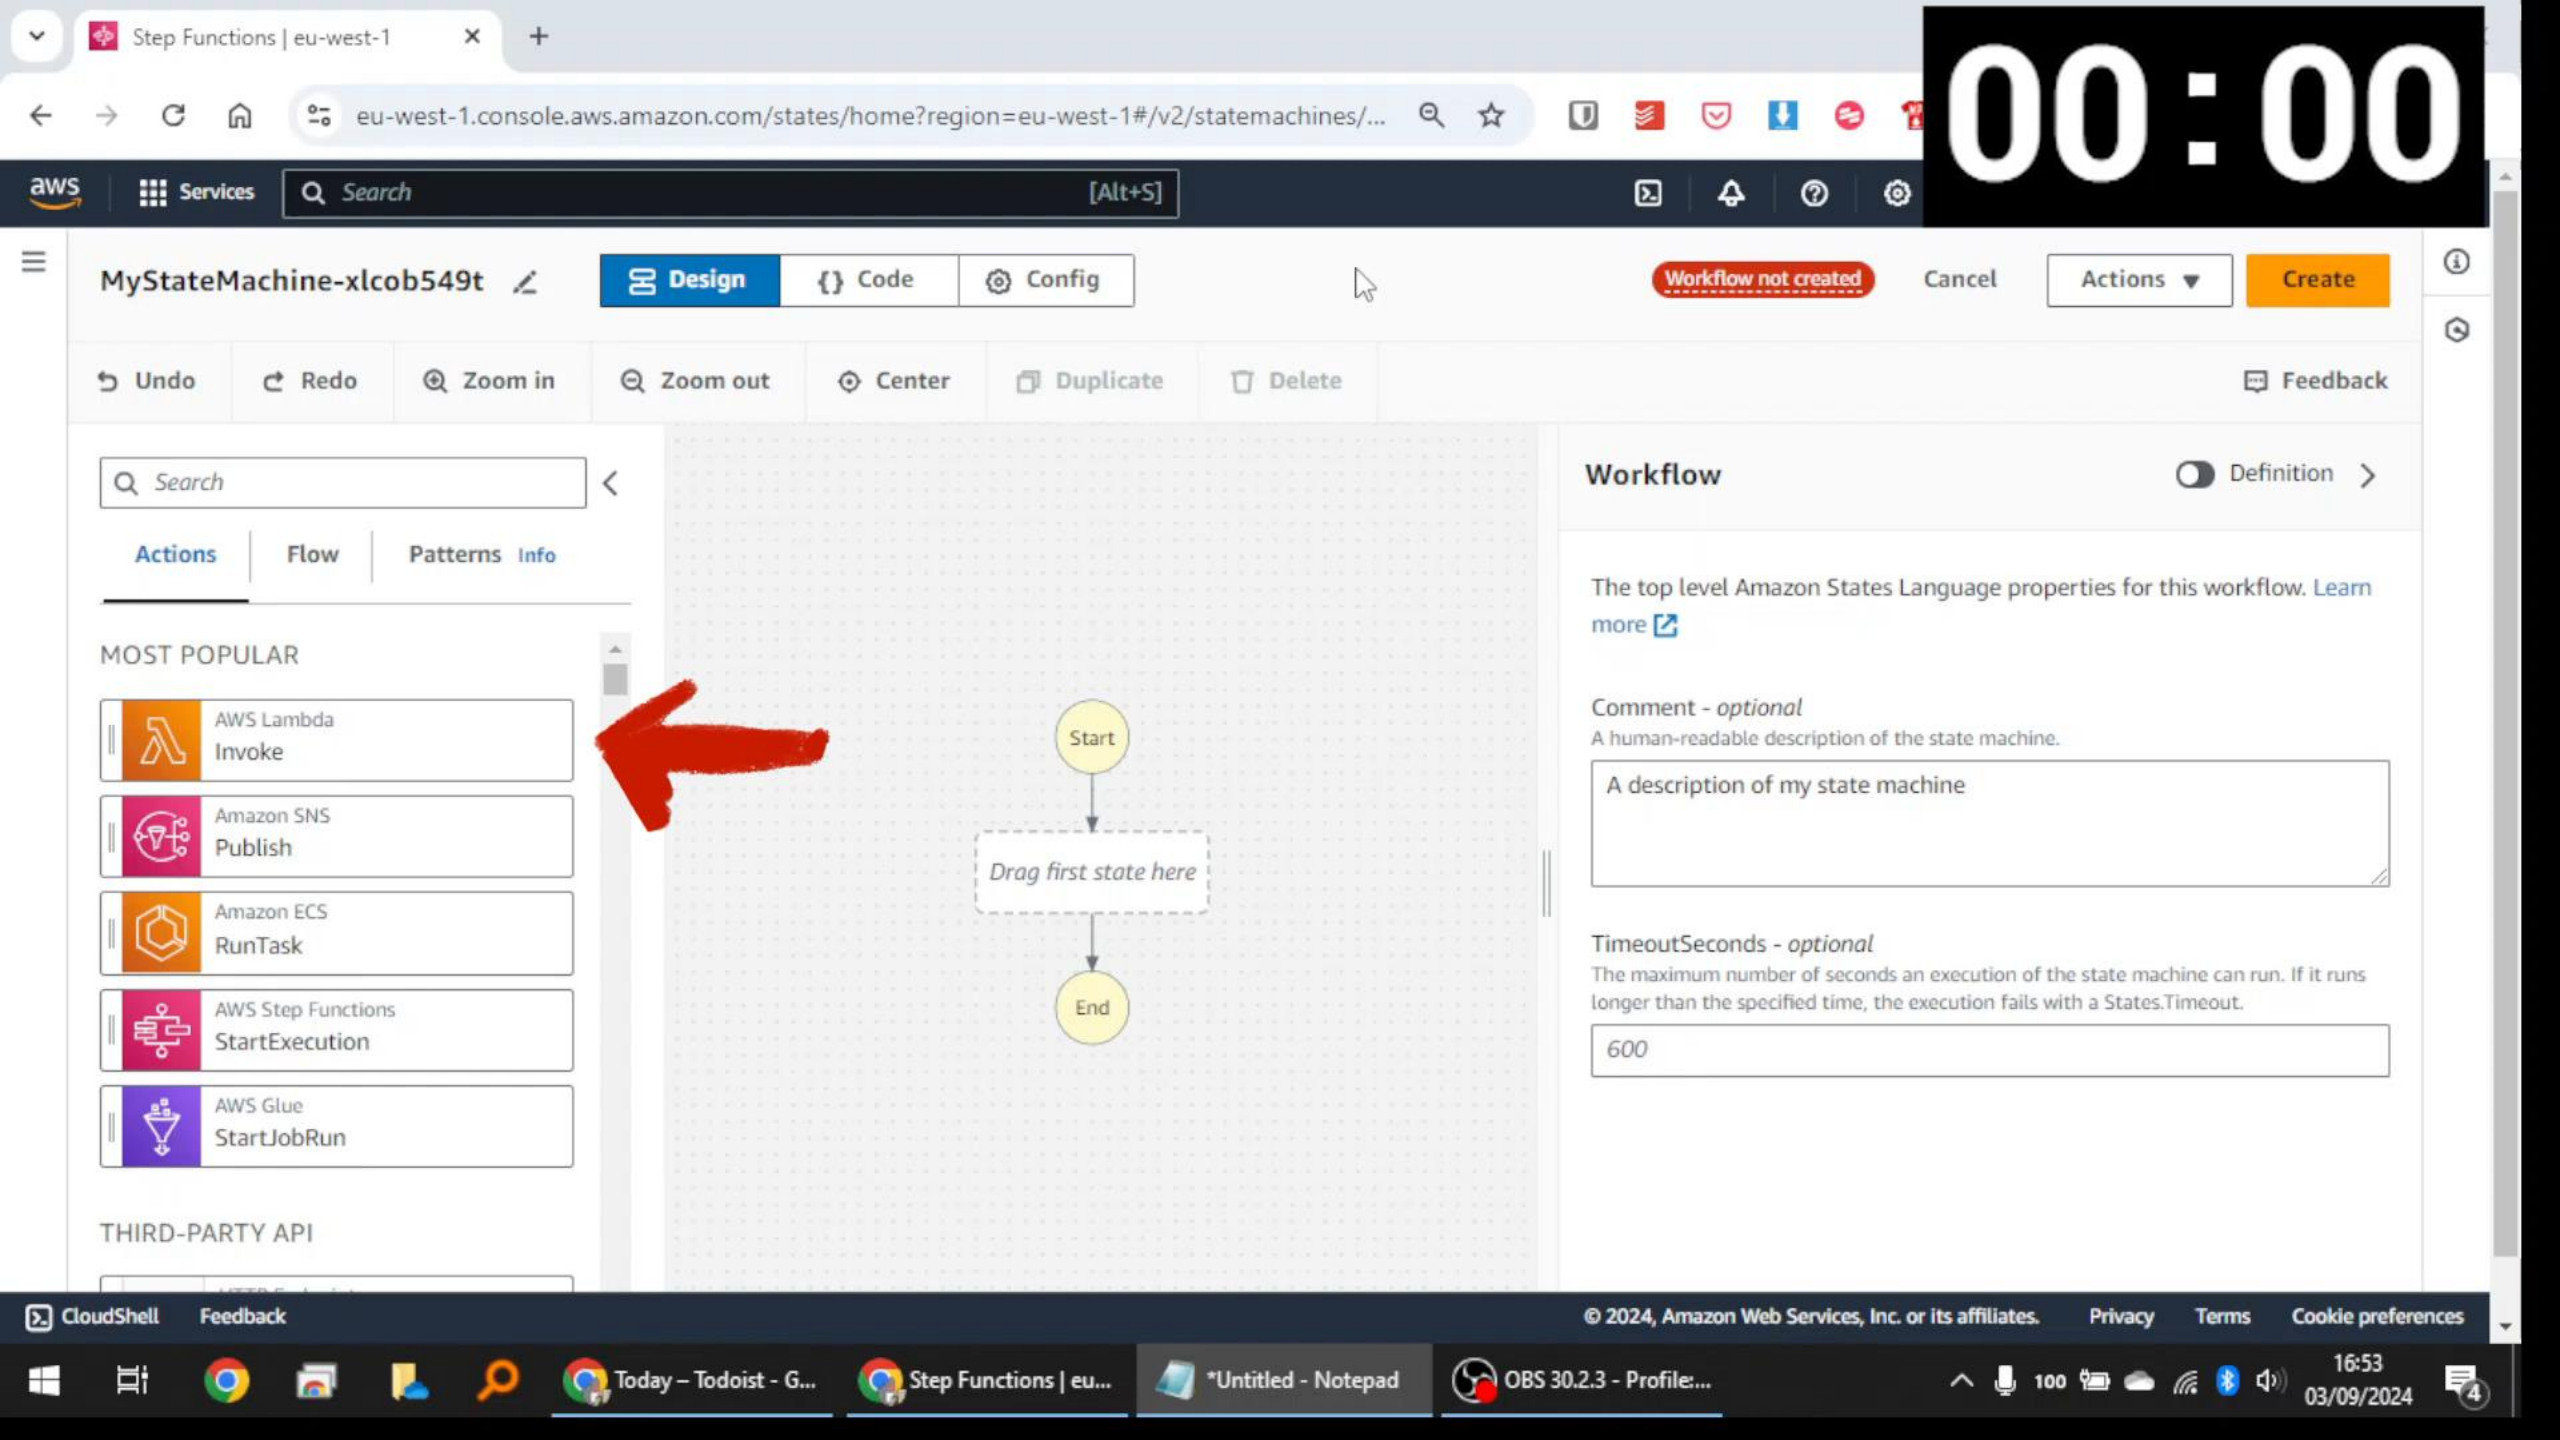 Step Functions | eu-west-1
00:00
eu-west-1.console.aws.amazon.com/states/home?region=eu-west-1#/v2/statemachines/...
aws
Services
Search
[Alt+S]
MyStateMachine-xlcob549t
Design
{} Code
Config
Workflow not created
Cancel
Actions
Create
Undo
Redo
Zoom in
Zoom out
Center
Duplicate
Delete
Feedback
Search
Actions
Flow
Patterns Info
MOST POPULAR
AWS Lambda
Invoke
Amazon SNS
Publish
Amazon ECS
RunTask
AWS Step Functions
StartExecution
AWS Glue
StartJobRun
THIRD-PARTY API
Start
Drag first state here
End
Workflow
Definition
The top level Amazon States Language properties for this workflow. Learn
more
Comment - optional
A human-readable description of the state machine.
A description of my state machine
TimeoutSeconds - optional
The maximum number of seconds an execution of the state machine can run. If it runs
longer than the specified time, the execution fails with a States.Timeout.
600
CloudShell
Feedback
© 2024, Amazon Web Services, Inc. or its affiliates.
Privacy
Terms
Cookie preferences
Today – Todoist - G...
Step Functions | eu...
*Untitled - Notepad
OBS 30.2.3 - Profile:...
100
16:53
03/09/2024
4